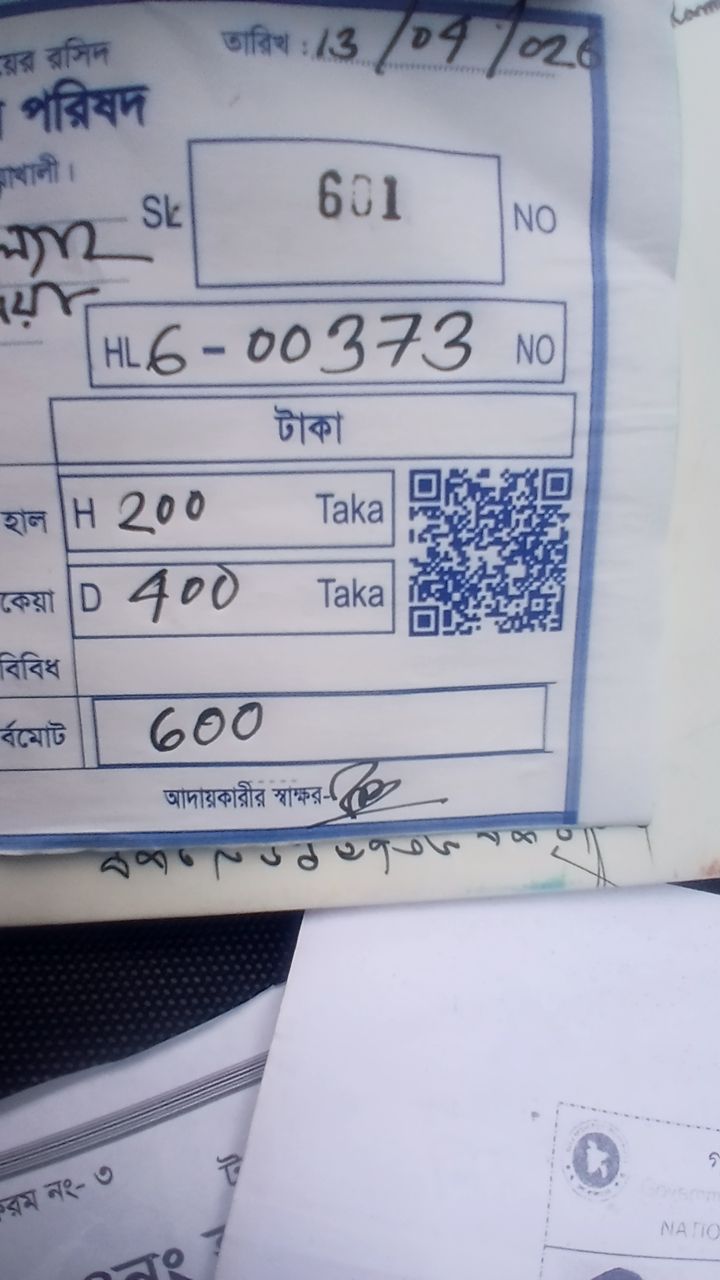 রসিদ তারিখ : 13/04/026
পরিষদ
SL 601 NO
HL 6-00373 NO
টাকা
হাল H 200 Taka
কেয়া D 400 Taka
বিবিধ
র্বমোট 600
আদায়কারীর স্বাক্ষর-
নং- ৩
নং
NATIO